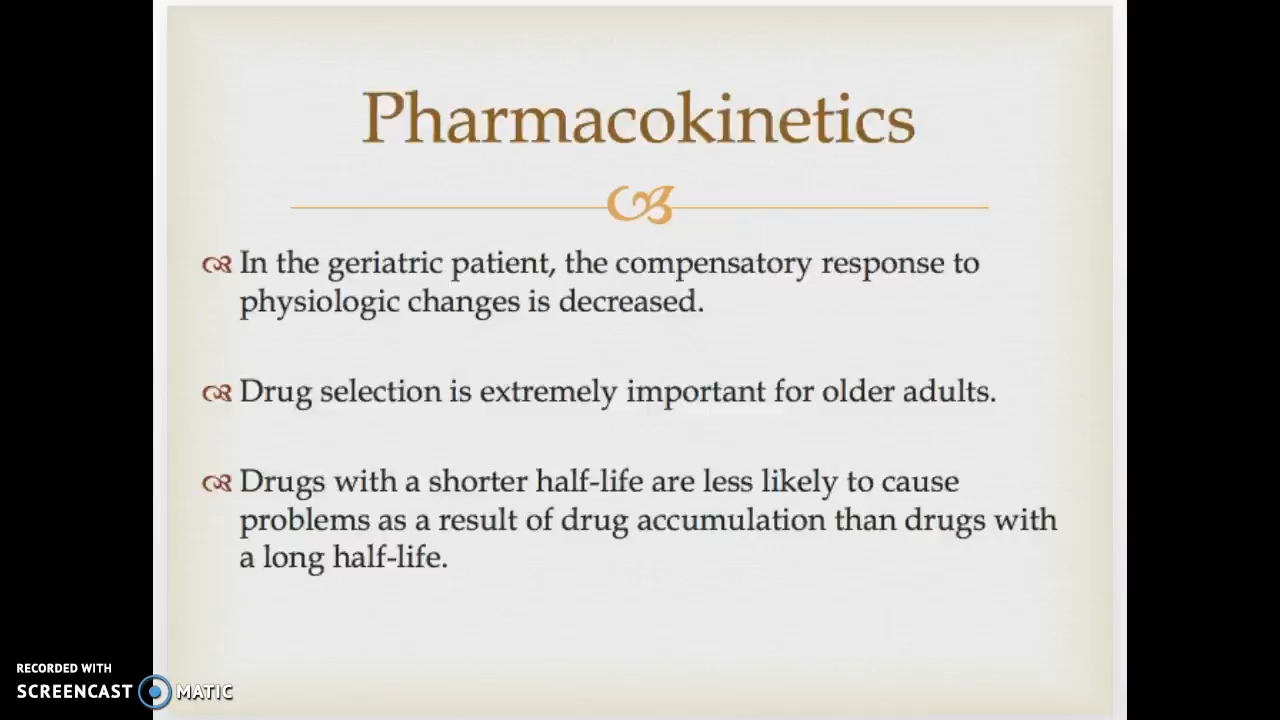 Pharmacokinetics
In the geriatric patient, the compensatory response to
physiologic changes is decreased.
Drug selection is extremely important for older adults.
Drugs with a shorter half-life are less likely to cause
problems as a result of drug accumulation than drugs with
a long half-life.
RECORDED WITH
SCREENCAST MATIC